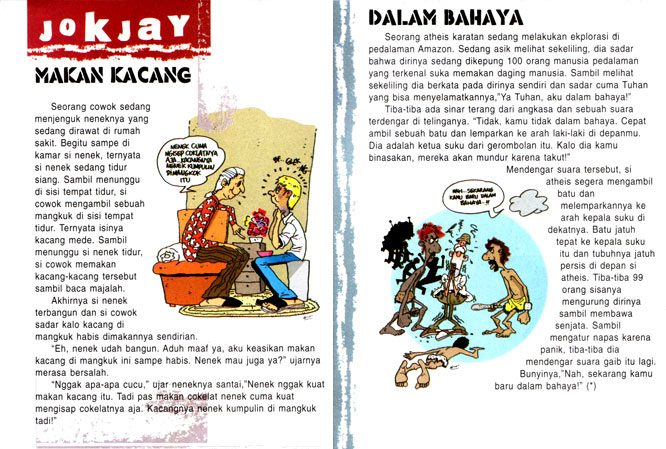 JOKJAY
MAKAN KACANG
Seorang cowok sedang
menjenguk neneknya yang
sedang dirawat di rumah
sakit. Begitu sampe di
kamar si nenek, ternyata
si nenek sedang tidur
siang. Sambil menunggu
di sisi tempat tidur, si
cowok mengambil sebuah
mangkuk di sisi tempat
tidur. Ternyata isinya
kacang mede. Sambil
menunggu si nenek tidur,
si cowok memakan
kacang-kacang tersebut
sambil baca majalah.
Akhirnya si nenek
terbangun dan si cowok
sadar kalo kacang di
mangkuk habis dimakannya sendirian.
"Eh, nenek udah bangun. Aduh maaf ya, aku keasikan makan
kacang di mangkuk ini sampe habis. Nenek mau juga ya?" ujarnya
merasa bersalah.
"Nggak apa-apa cucu," ujar neneknya santai,"Nenek nggak kuat
makan kacang itu. Tadi pas makan cokelat nenek cuma kuat
mengisap cokelatnya aja. Kacangnya nenek kumpulin di mangkuk
tadi!"
NENEK CUMA
NGISEP COKLATNYA
AJA.. KACANGNYA
NENEK KUMPULIN
DI MANGKOK
ITU
DALAM BAHAYA
Seorang atheis karatan sedang melakukan ekplorasi di
pedalaman Amazon. Sedang asik melihat sekeliling, dia sadar
bahwa dirinya sedang dikepung 100 orang manusia pedalaman
yang terkenal suka memakan daging manusia. Sambil melihat
sekeliling dia berkata pada dirinya sendiri dan sadar cuma Tuhan
yang bisa menyelamatkannya,"Ya Tuhan, aku dalam bahaya!"
Tiba-tiba ada sinar terang dari angkasa dan sebuah suara
terdengar di telinganya. "Tidak, kamu tidak dalam bahaya. Cepat
ambil sebuah batu dan lemparkan ke arah laki-laki di depanmu.
Dia adalah ketua suku dari gerombolan itu. Kalo dia kamu
binasakan, mereka akan mundur karena takut!"
Mendengar suara tersebut, si
atheis segera mengambil
batu dan
melemparkannya ke
arah kepala suku di
dekatnya. Batu jatuh
tepat ke kepala suku
itu dan tubuhnya jatuh
persis di depan si
atheis. Tiba-tiba 99
orang sisanya
mengurung dirinya
sambil membawa
senjata. Sambil
mengatur napas karena
panik, tiba-tiba dia
mendengar suara gaib itu lagi.
Bunyinya,"Nah, sekarang kamu
baru dalam bahaya!" (*)
NAH.. SEKARANG
KAMU BARU DALAM
BAHAYA..!!